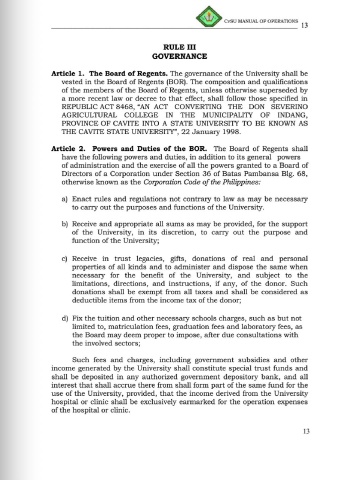 CvSU MANUAL OF OPERATIONS 13
RULE III
GOVERNANCE
Article 1. The Board of Regents. The governance of the University shall be
vested in the Board of Regents (BOR). The composition and qualifications
of the members of the Board of Regents, unless otherwise superseded by
a more recent law or decree to that effect, shall follow those specified in
REPUBLIC ACT 8468, “AN ACT CONVERTING THE DON SEVERINO
AGRICULTURAL COLLEGE IN THE MUNICIPALITY OF INDANG,
PROVINCE OF CAVITE INTO A STATE UNIVERSITY TO BE KNOWN AS
THE CAVITE STATE UNIVERSITY”, 22 January 1998.
Article 2. Powers and Duties of the BOR. The Board of Regents shall
have the following powers and duties, in addition to its general powers
of administration and the exercise of all the powers granted to a Board of
Directors of a Corporation under Section 36 of Batas Pambansa Blg. 68,
otherwise known as the Corporation Code of the Philippines:
a) Enact rules and regulations not contrary to law as may be necessary
to carry out the purposes and functions of the University.
b) Receive and appropriate all sums as may be provided, for the support
of the University, in its discretion, to carry out the purpose and
function of the University;
c) Receive in trust legacies, gifts, donations of real and personal
properties of all kinds and to administer and dispose the same when
necessary for the benefit of the University, and subject to the
limitations, directions, and instructions, if any, of the donor. Such
donations shall be exempt from all taxes and shall be considered as
deductible items from the income tax of the donor;
d) Fix the tuition and other necessary schools charges, such as but not
limited to, matriculation fees, graduation fees and laboratory fees, as
the Board may deem proper to impose, after due consultations with
the involved sectors;
Such fees and charges, including government subsidies and other
income generated by the University shall constitute special trust funds and
shall be deposited in any authorized government depository bank, and all
interest that shall accrue there from shall form part of the same fund for the
use of the University, provided, that the income derived from the University
hospital or clinic shall be exclusively earmarked for the operation expenses
of the hospital or clinic.
13